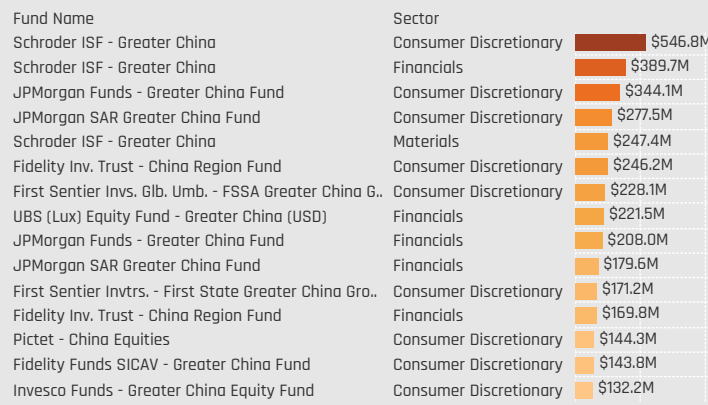 Fund Name Sector
Schroder ISF - Greater China Consumer Discretionary $546.8M
Schroder ISF - Greater China Financials $389.7M
JPMorgan Funds - Greater China Fund Consumer Discretionary $344.1M
JPMorgan SAR Greater China Fund Consumer Discretionary $277.5M
Schroder ISF - Greater China Materials $247.4M
Fidelity Inv. Trust - China Region Fund Consumer Discretionary $246.2M
First Sentier Invs. Glb. Umb. - FSSA Greater China G.. Consumer Discretionary $228.1M
UBS (Lux) Equity Fund - Greater China (USD) Financials $221.5M
JPMorgan Funds - Greater China Fund Financials $208.0M
JPMorgan SAR Greater China Fund Financials $179.6M
First Sentier Invtrs. - First State Greater China Gro.. Consumer Discretionary $171.2M
Fidelity Inv. Trust - China Region Fund Financials $169.8M
Pictet - China Equities Consumer Discretionary $144.3M
Fidelity Funds SICAV - Greater China Fund Consumer Discretionary $143.8M
Invesco Funds - Greater China Equity Fund Consumer Discretionary $132.2M